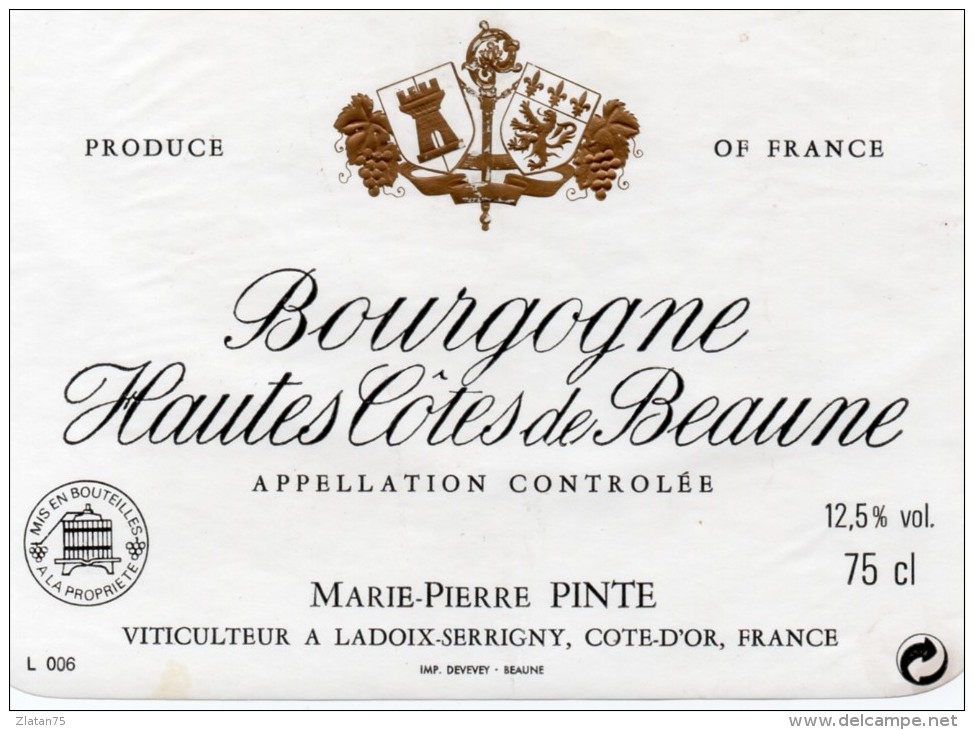 PRODUCE OF FRANCE
Bourgogne
Hautes Côtes de Beaune
APPELLATION CONTROLÉE
MIS EN BOUTEILLES
A LA PROPRIETE
12,5% vol.
75 cl
MARIE-PIERRE PINTE
VITICULTEUR A LADOIX-SERRIGNY, COTE-D'OR, FRANCE
L 006
IMP. DEVEVEY - BEAUNE
Zlatan75
www.delcampe.net